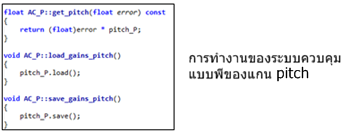 float AC_P::get_pitch(float error) const
{
    return (float)error * pitch_P;
}
void AC_P::load_gains_pitch()
{
    pitch_P.load();
}
void AC_P::save_gains_pitch()
{
    pitch_P.save();
}
การทำงานของระบบควบคุม
แบบพีของแกน pitch